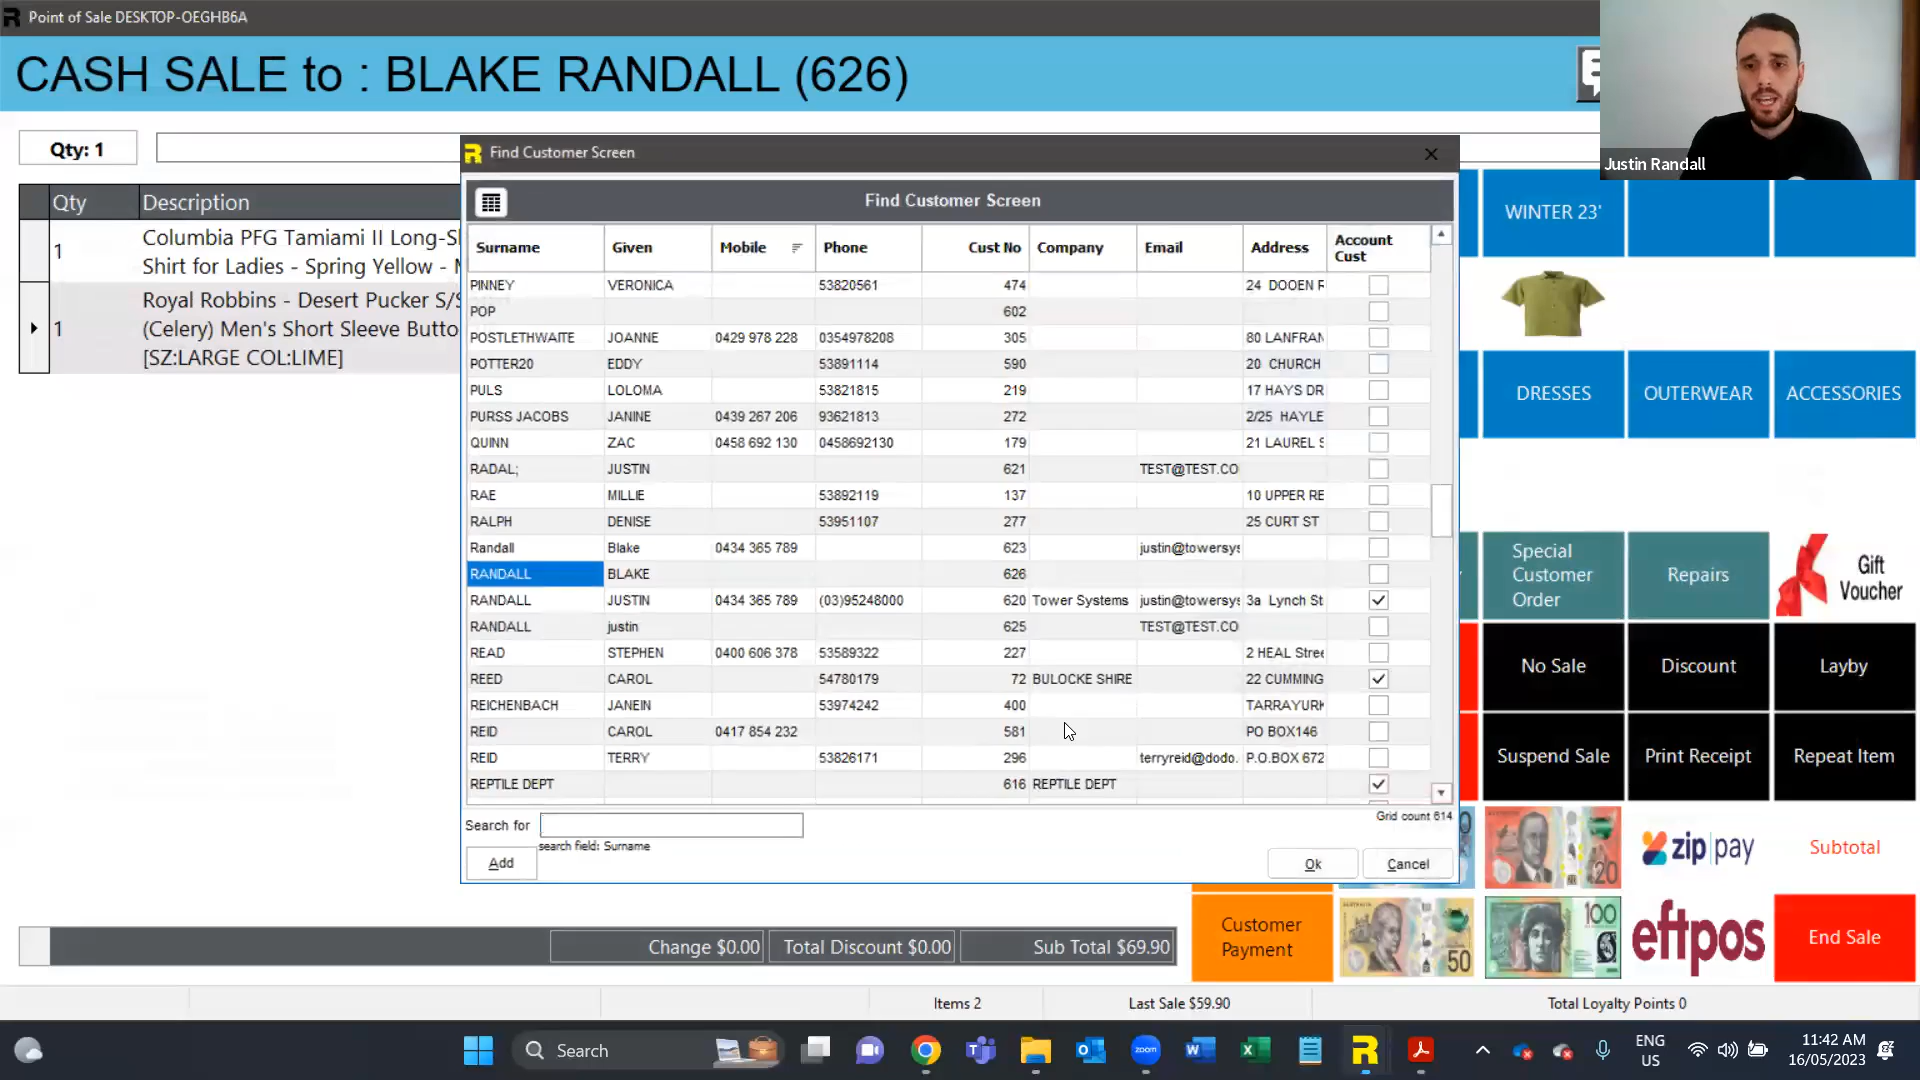 Point of Sale DESKTOP-OEGHB6A
CASH SALE to : BLAKE RANDALL (626)
Justin Randall
Qty: 1
Find Customer Screen
Find Customer Screen
Qty Description
1 Columbia PFG Tamiami II Long-Sl
Shirt for Ladies - Spring Yellow - M
1 Royal Robbins - Desert Pucker S/S
(Celery) Men's Short Sleeve Butto
[SZ:LARGE COL:LIME]
Surname Given Mobile Phone Cust No Company Email Address Account Cust
PINNEY VERONICA 53820561 474 24 DOOEN R
POP 602
POSTLETHWAITE JOANNE 0429 978 228 0354978208 305 80 LANFRAN
POTTER20 EDDY 53891114 590 20 CHURCH
PULS LOLOMA 53821815 219 17 HAYS DR
PURSS JACOBS JANINE 0439 267 206 93621813 272 2/25 HAYLE
QUINN ZAC 0458 692 130 0458692130 179 21 LAUREL S
RADAL; JUSTIN 621 TEST@TEST.CO
RAE MILLIE 53892119 137 10 UPPER RE
RALPH DENISE 53951107 277 25 CURT ST
Randall Blake 0434 365 789 623 justin@towersys
RANDALL BLAKE 626
RANDALL JUSTIN 0434 365 789 (03)95248000 620 Tower Systems justin@towersys 3a Lynch St
RANDALL justin 625 TEST@TEST.CO
READ STEPHEN 0400 606 378 53589322 227 2 HEAL Stree
REED CAROL 54780179 72 BULOCKE SHIRE 22 CUMMING
REICHENBACH JANEIN 53974242 400 TARRAYURK
REID CAROL 0417 854 232 581 PO BOX146
REID TERRY 53826171 296 terryreid@dodo. P.O.BOX 672
REPTILE DEPT 616 REPTILE DEPT
Grid count 614
Search for
search field: Surname
Add Ok Cancel
WINTER 23'
DRESSES OUTERWEAR ACCESSORIES
Special Customer Order
Repairs
Gift Voucher
No Sale Discount Layby
Suspend Sale Print Receipt Repeat Item
20
zip|pay
Subtotal
Customer Payment
50
100
eftpos
End Sale
Change $0.00 Total Discount $0.00 Sub Total $69.90
Items 2 Last Sale $59.90 Total Loyalty Points 0
Search
zoom
ENG
US
11:42 AM
16/05/2023